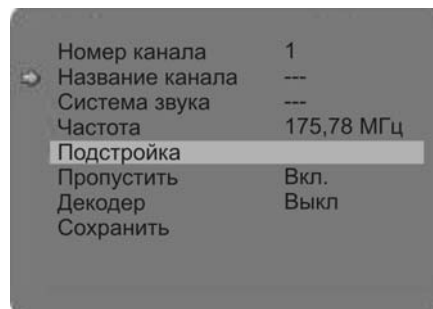 Номер канала 1
Название канала ---
Система звука ---
Частота 175,78 МГц
Подстройка
Пропустить Вкл.
Декодер Выкл
Сохранить